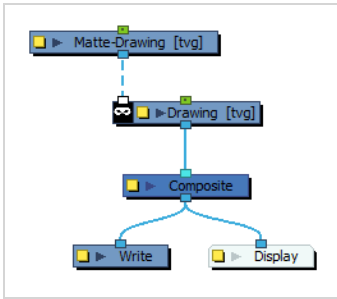 Matte-Drawing [tvg]
Drawing [tvg]
Composite
Write
Display